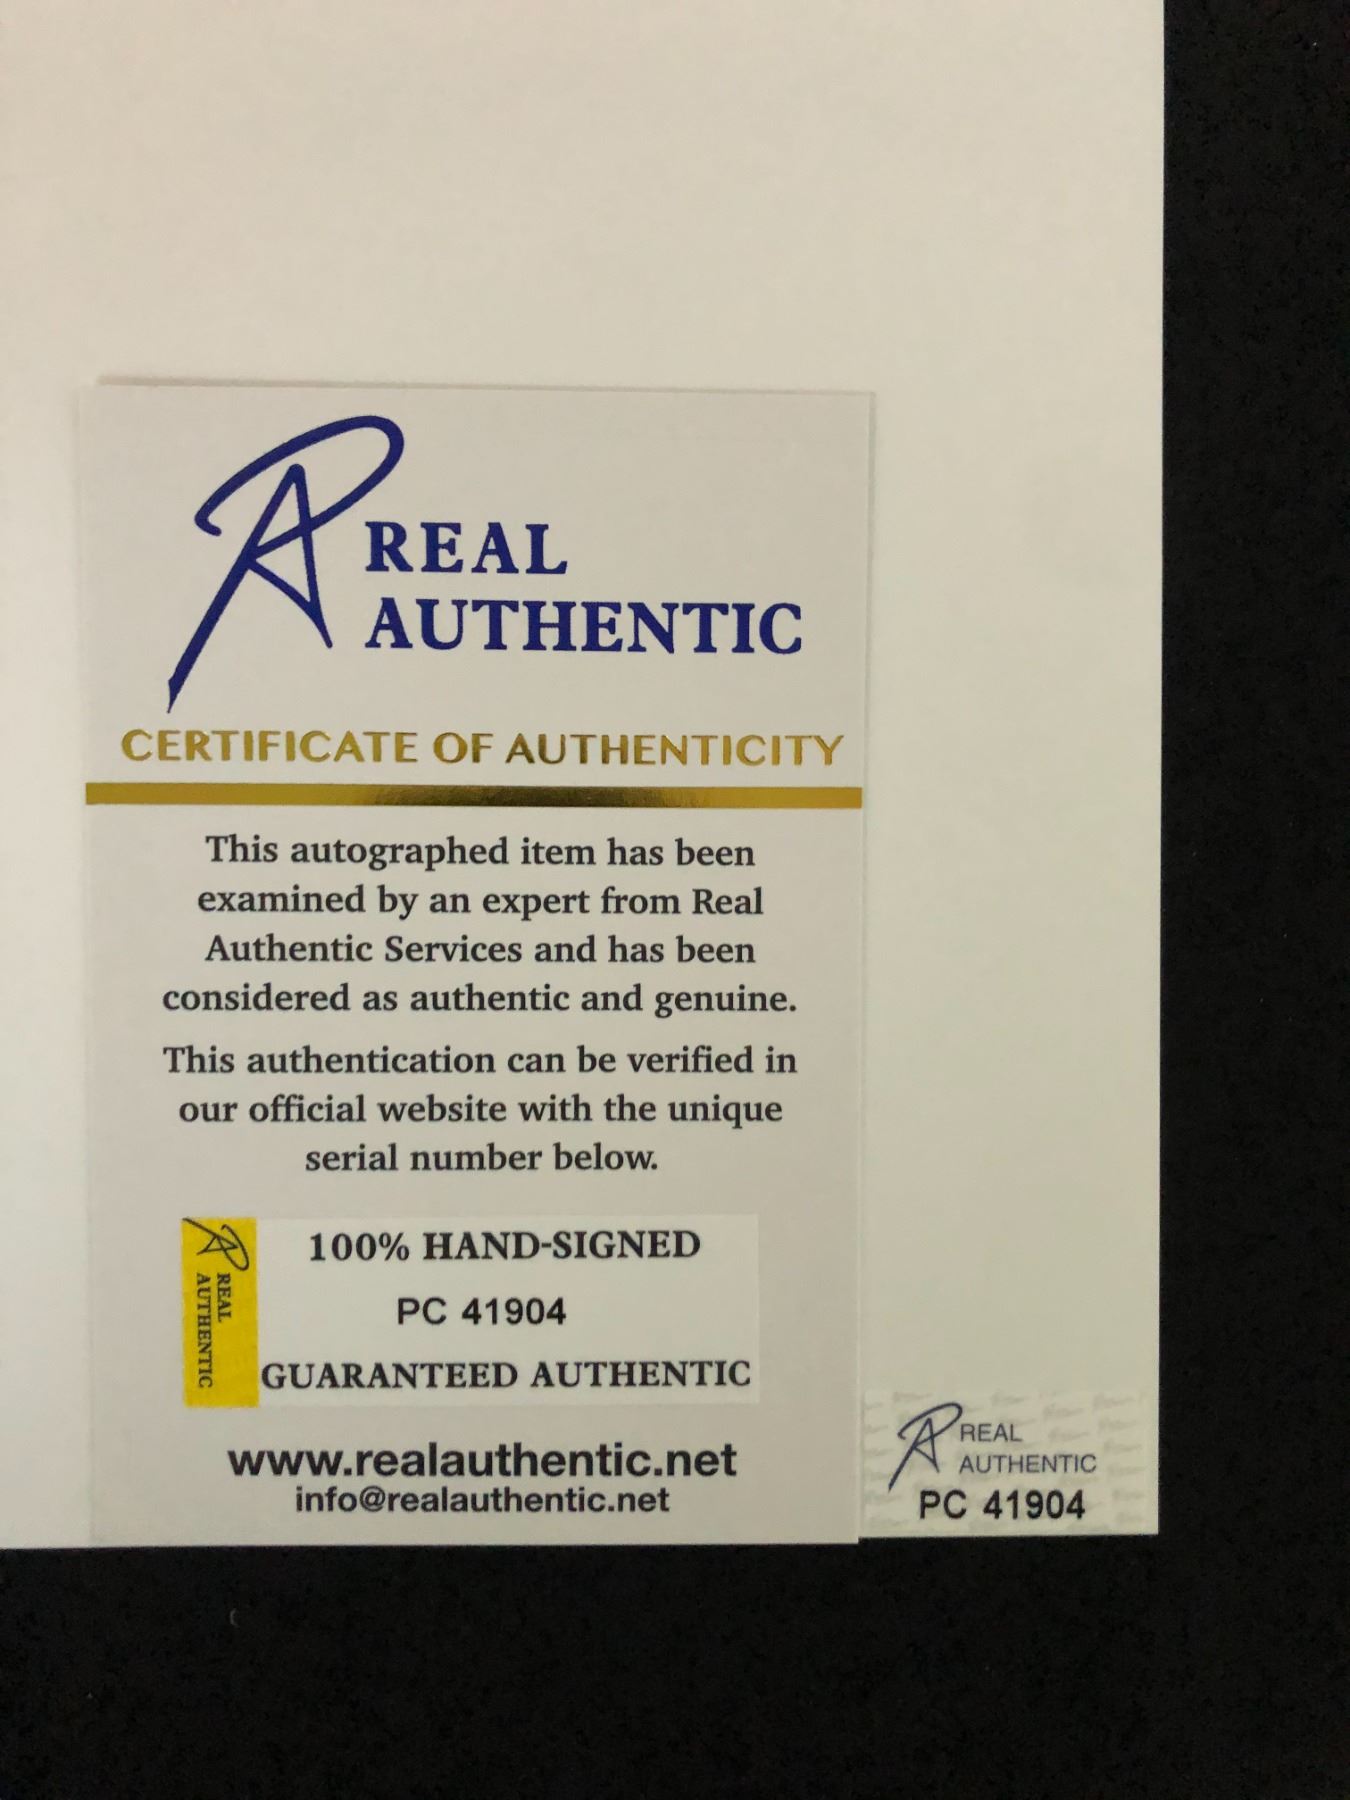 REAL
AUTHENTIC
CERTIFICATE OF AUTHENTICITY
This autographed item has been
examined by an expert from Real
Authentic Services and has been
considered as authentic and genuine.
This authentication can be verified in
our official website with the unique
serial number below.
REAL
AUTHENTIC
100% HAND-SIGNED
PC 41904
GUARANTEED AUTHENTIC
www.realauthentic.net
info@realauthentic.net
REAL
AUTHENTIC
PC 41904